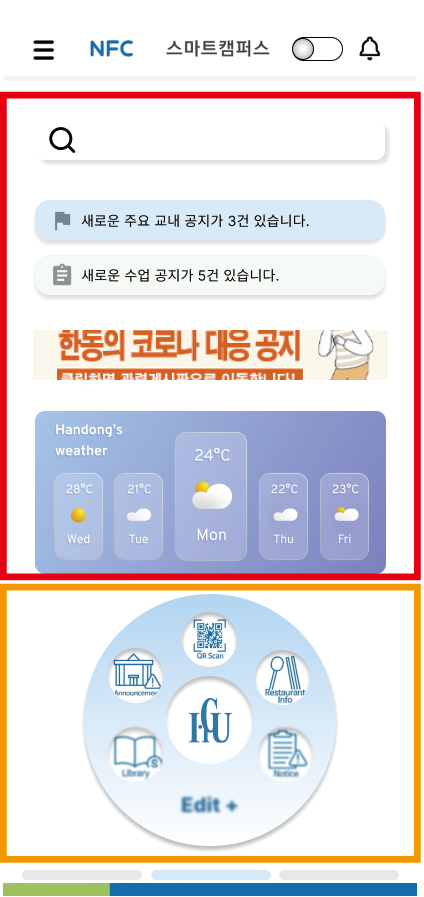 NFC 스마트캠퍼스
새로운 주요 교내 공지가 3건 있습니다.
새로운 수업 공지가 5건 있습니다.
한동의 코로나 대응 공지
클릭하면 관련게시판으로 이동합니다!
Handong's
weather
28°C 21°C 24°C 22°C 23°C
Wed Tue Mon Thu Fri
QR Scan
Announcemen
Restaurant
Info
HGU
Library
Notice
Edit +